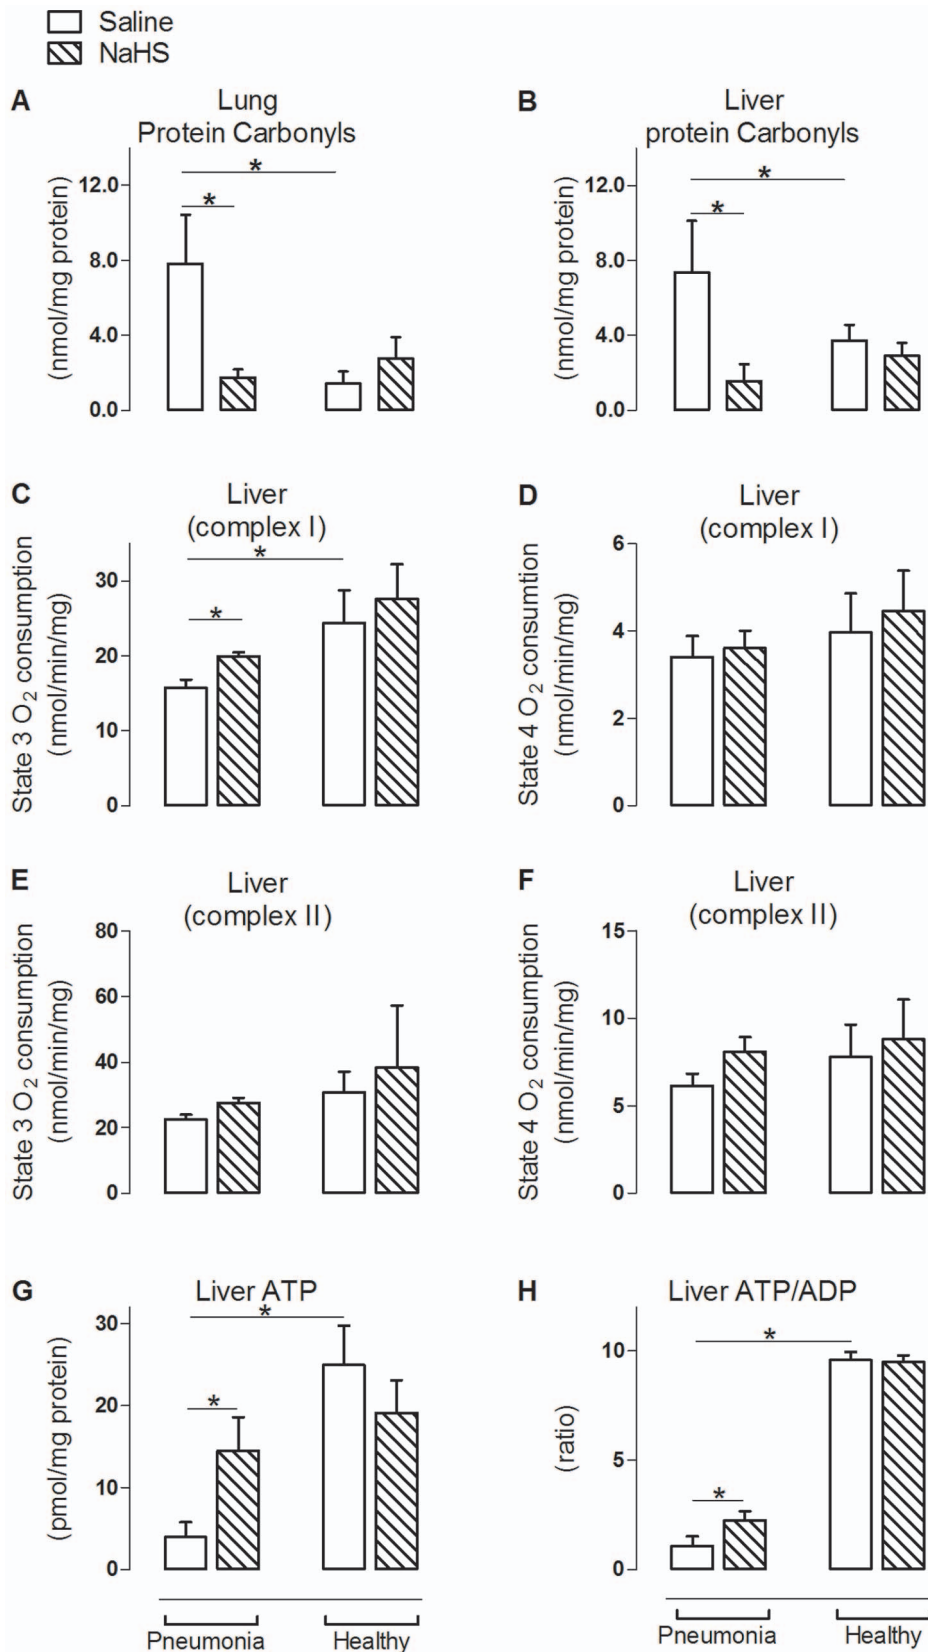 Saline
NaHS
A
Lung
Protein Carbonyls
(nmol/mg protein)
12.0
8.0
4.0
0.0
*
*
B
Liver
protein Carbonyls
(nmol/mg protein)
12.0
8.0
4.0
0.0
*
*
C
Liver
(complex I)
State 3 O₂ consumption
(nmol/min/mg)
30
20
10
0
*
*
D
Liver
(complex I)
State 4 O₂ consumtion
(nmol/min/mg)
6
4
2
0
E
Liver
(complex II)
State 3 O₂ consumption
(nmol/min/mg)
80
60
40
20
0
F
Liver
(complex II)
State 4 O₂ consumption
(nmol/min/mg)
15
10
5
0
G
Liver ATP
(pmol/mg protein)
30
20
10
0
*
*
Pneumonia
Healthy
H
Liver ATP/ADP
(ratio)
10
5
0
*
*
Pneumonia
Healthy